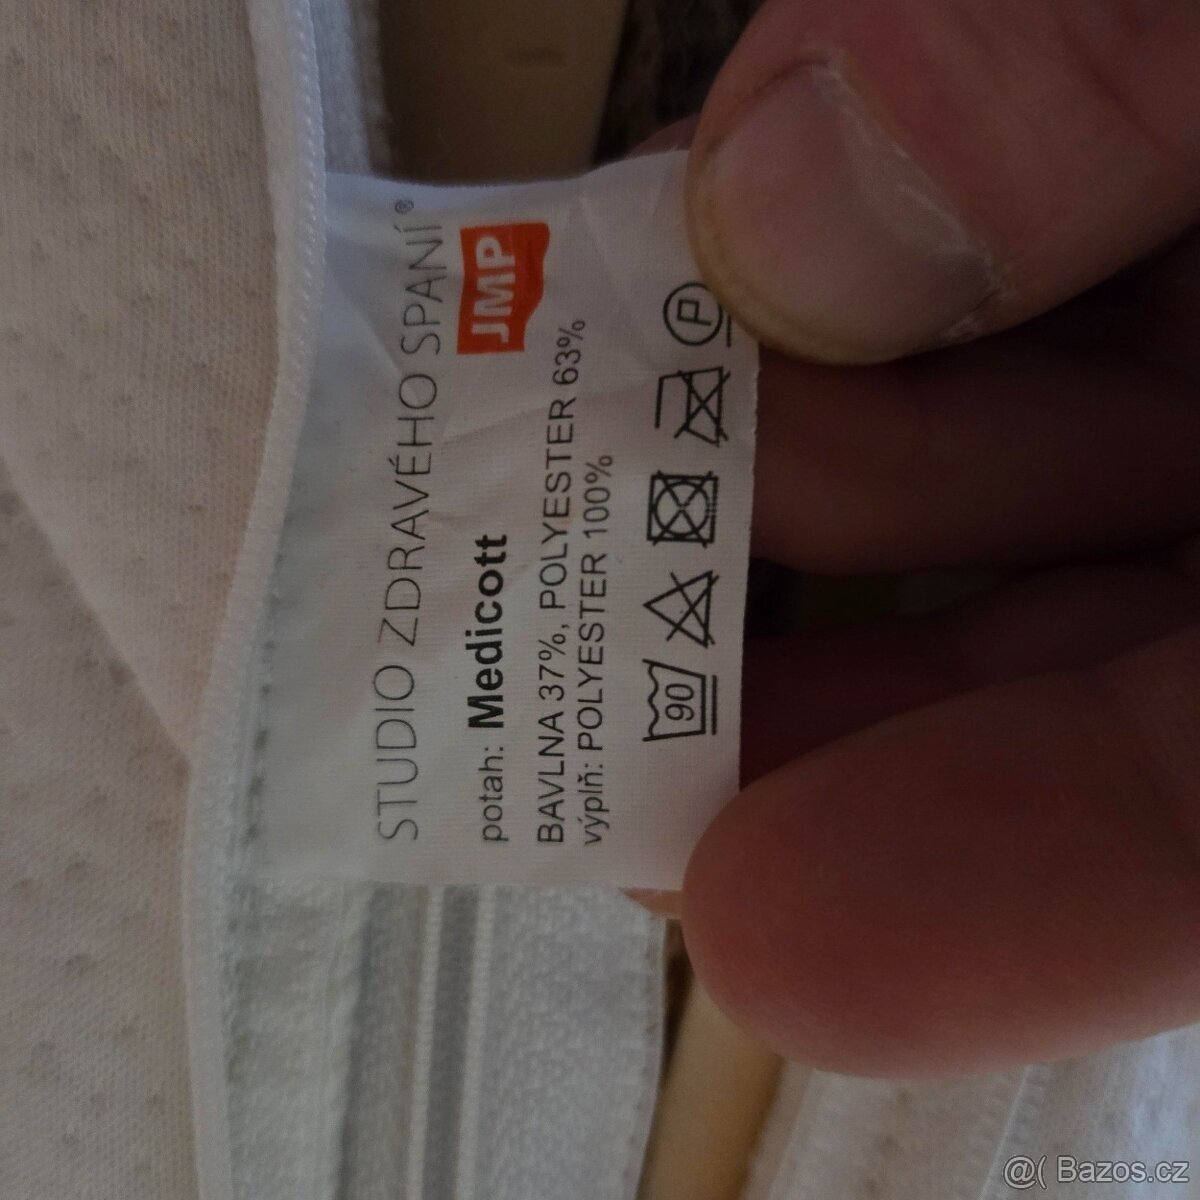 STUDIO ZDRAVÉHO SPANÍ®
JMP
potah: Medicott
BAVLNA 37%, POLYESTER 63%
výplň: POLYESTER 100%
90
P
@( Bazos.cz